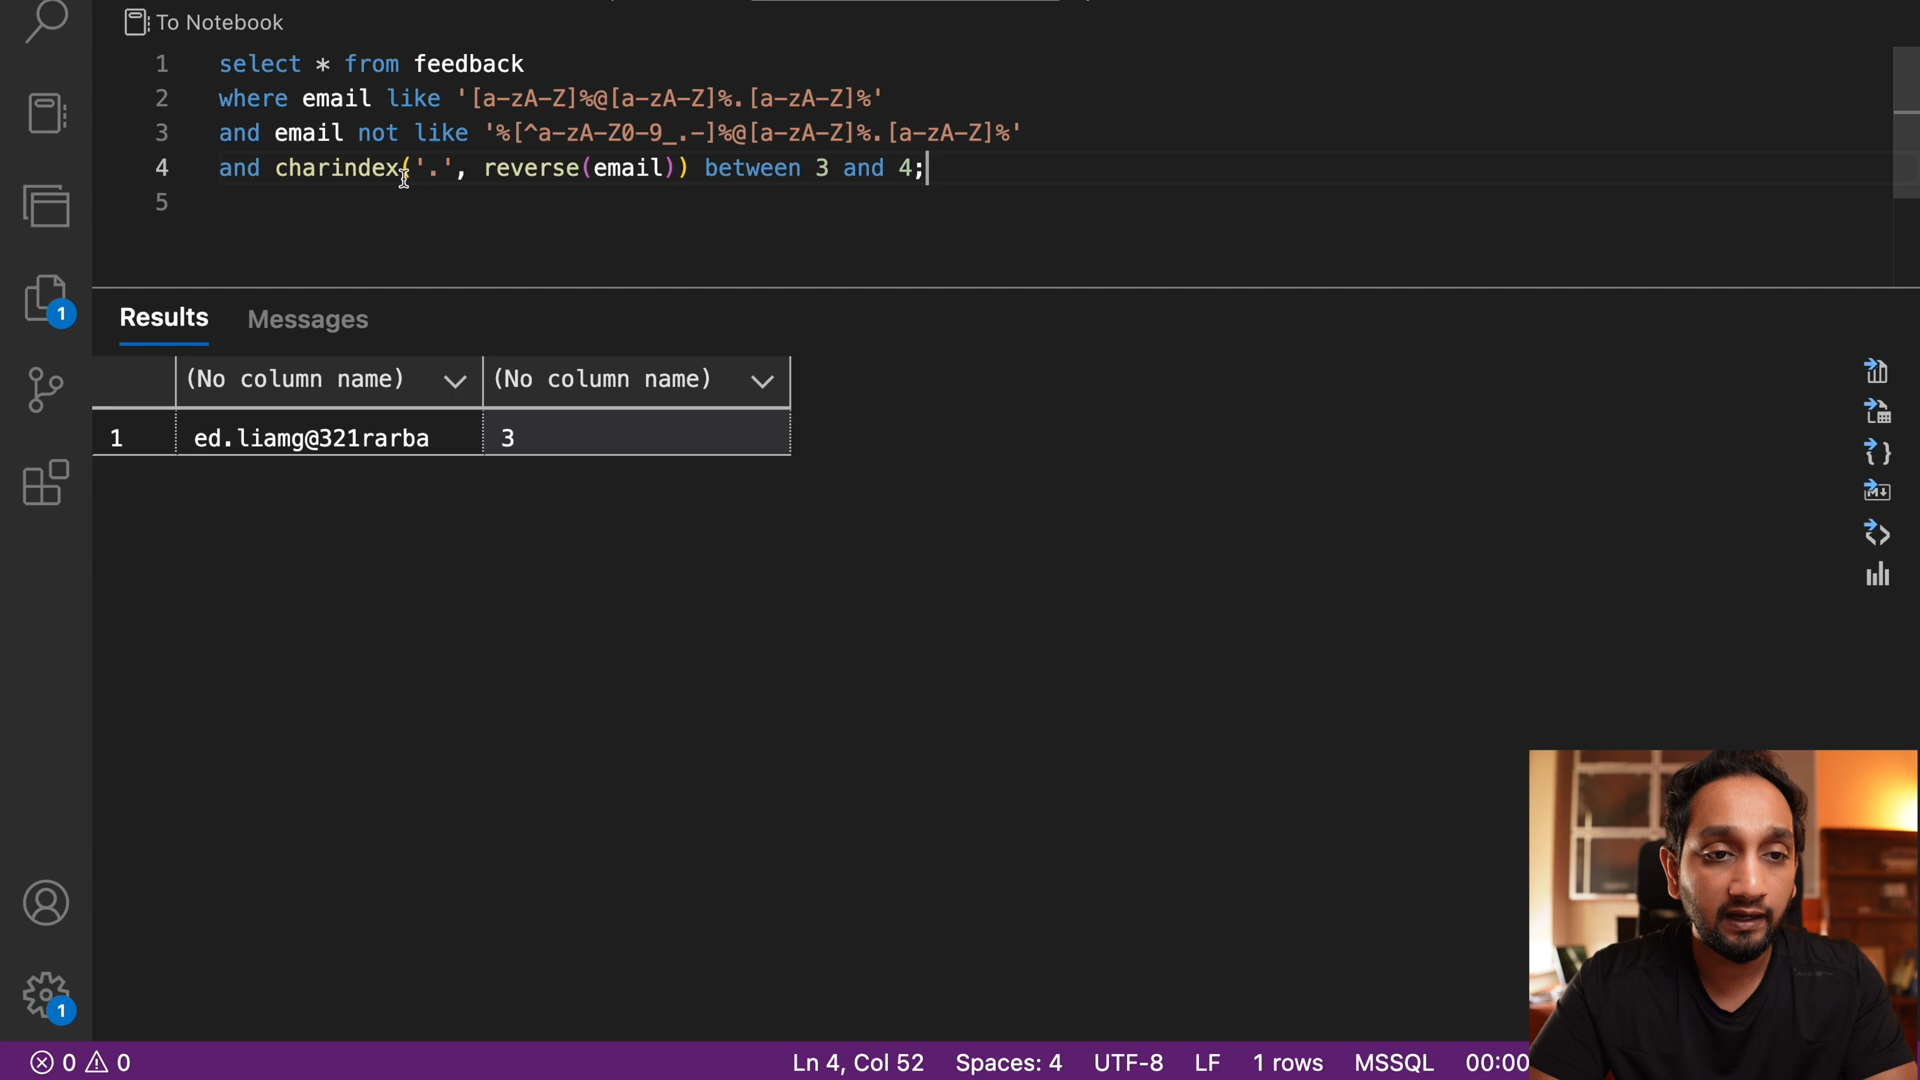 To Notebook
1 select * from feedback
2 where email like '[a-zA-Z]%@[a-zA-Z]%.[a-zA-Z]%'
3 and email not like '%[^a-zA-Z0-9_.-]%@[a-zA-Z]%.[a-zA-Z]%'
4 and charindex('.', reverse(email)) between 3 and 4;
5
1
Results Messages
(No column name) (No column name)
1 ed.liamg@321rarba 3
1
0 0 Ln 4, Col 52 Spaces: 4 UTF-8 LF 1 rows MSSQL 00:00